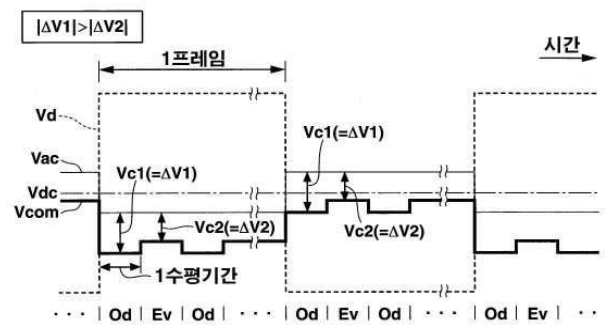 |ΔV1|>|ΔV2|
1프레임
시간
Vd
Vac
Vc1(=ΔV1)
Vc1(=ΔV1)
Vdc
Vcom
Vc2(=ΔV2)
Vc2(=ΔV2)
1수평기간
· · · Od Ev Od · · · Od Ev Od · · · Od Ev · · ·